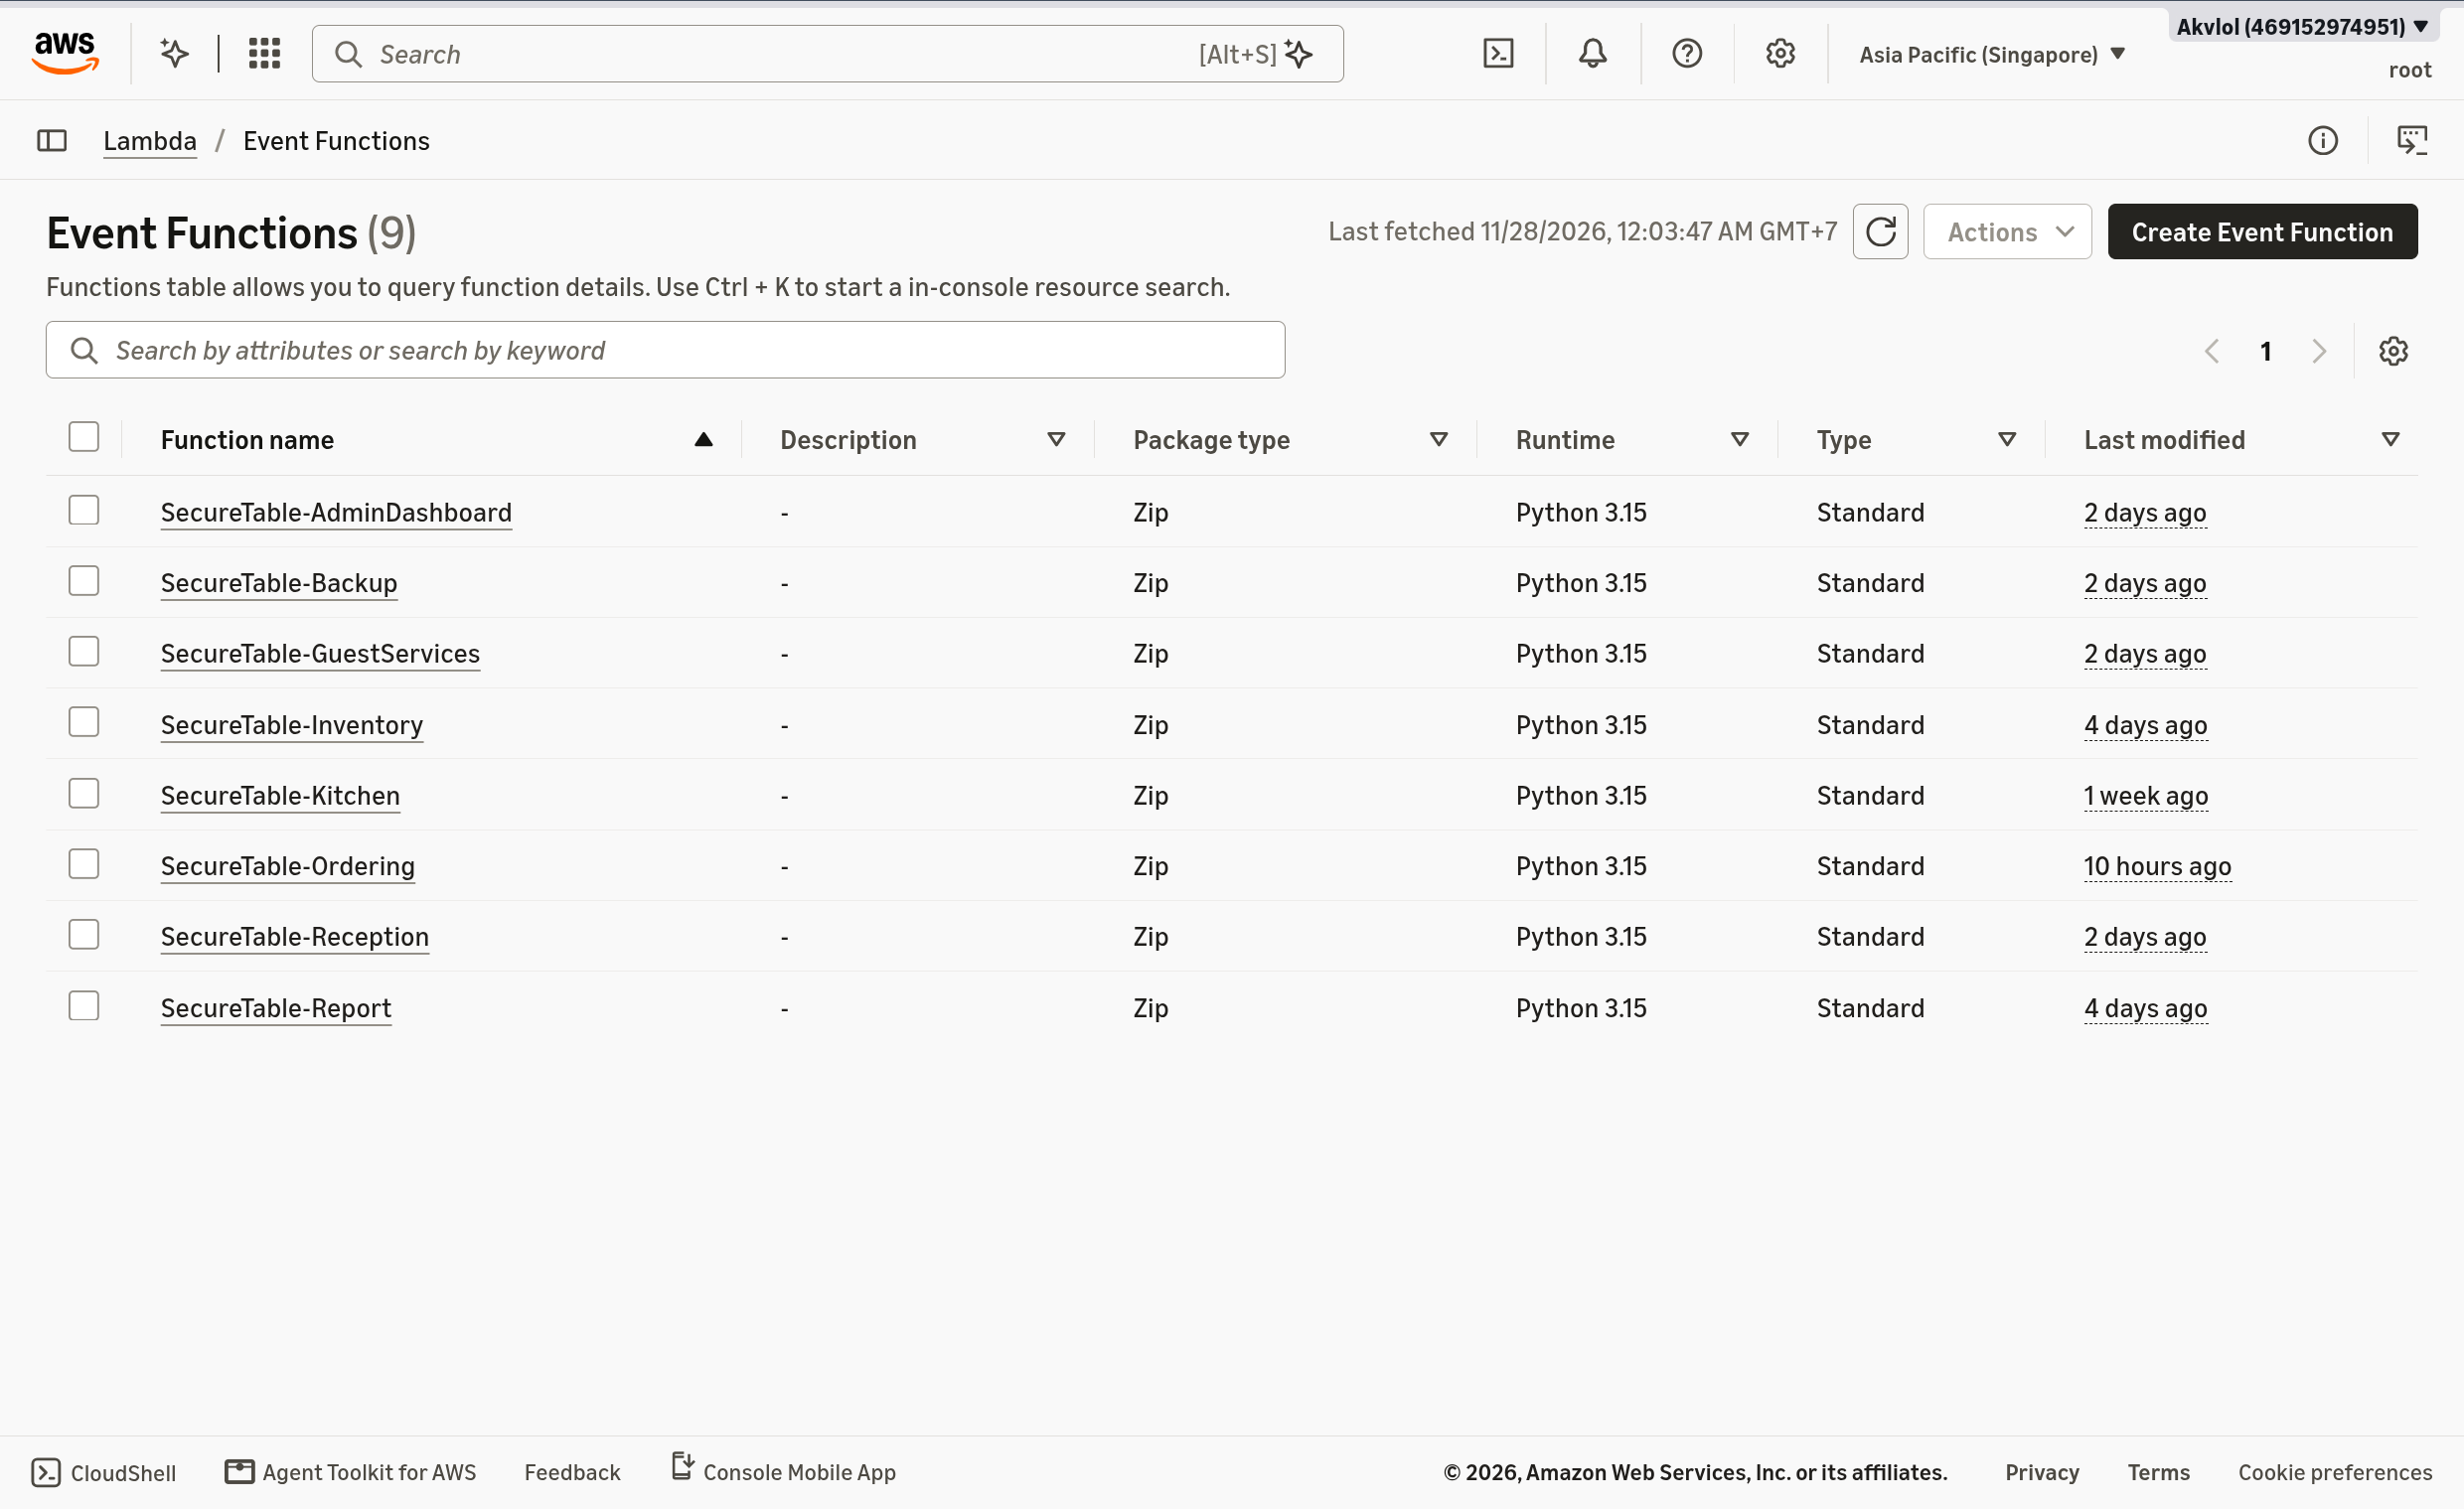 aws
Search [Alt+S]
Asia Pacific (Singapore)
Akvlol (469152974951)
root
Lambda / Event Functions
Event Functions (9)
Last fetched 11/28/2026, 12:03:47 AM GMT+7
Actions
Create Event Function
Functions table allows you to query function details. Use Ctrl + K to start a in-console resource search.
Search by attributes or search by keyword
1
Function name Description Package type Runtime Type Last modified
SecureTable-AdminDashboard - Zip Python 3.15 Standard 2 days ago
SecureTable-Backup - Zip Python 3.15 Standard 2 days ago
SecureTable-GuestServices - Zip Python 3.15 Standard 2 days ago
SecureTable-Inventory - Zip Python 3.15 Standard 4 days ago
SecureTable-Kitchen - Zip Python 3.15 Standard 1 week ago
SecureTable-Ordering - Zip Python 3.15 Standard 10 hours ago
SecureTable-Reception - Zip Python 3.15 Standard 2 days ago
SecureTable-Report - Zip Python 3.15 Standard 4 days ago
CloudShell Agent Toolkit for AWS Feedback Console Mobile App © 2026, Amazon Web Services, Inc. or its affiliates. Privacy Terms Cookie preferences